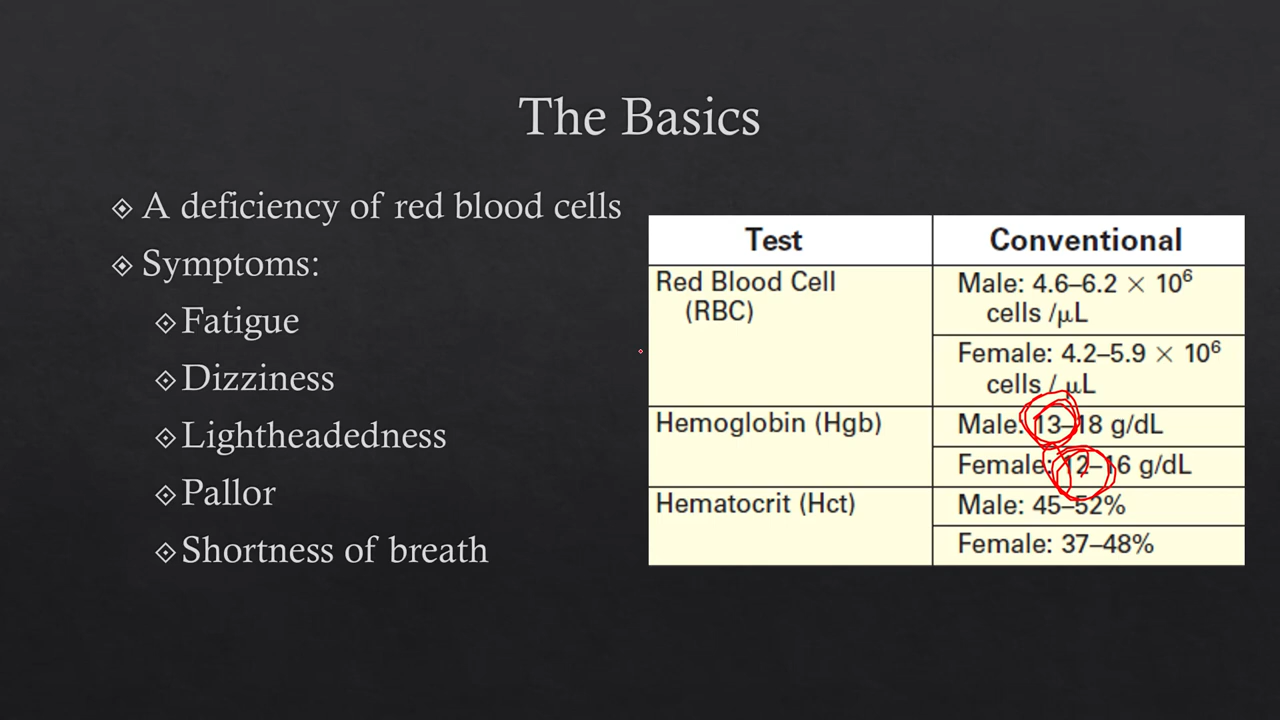 The Basics
A deficiency of red blood cells
Symptoms:
Fatigue
Dizziness
Lightheadedness
Pallor
Shortness of breath
Test Conventional
Red Blood Cell
(RBC)
Male: 4.6–6.2 × 10⁶
cells /μL
Female: 4.2–5.9 × 10⁶
cells / μL
Hemoglobin (Hgb)
Male: 13–18 g/dL
Female: 12–16 g/dL
Hematocrit (Hct)
Male: 45–52%
Female: 37–48%